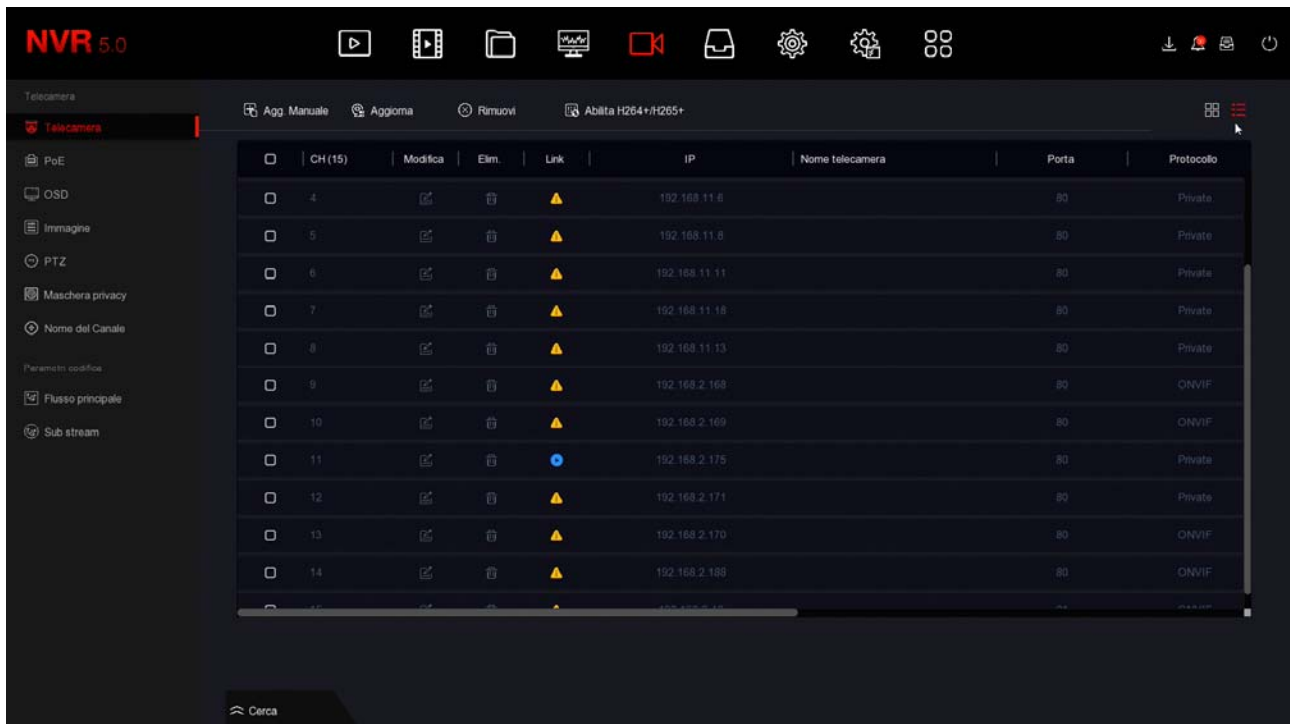 NVR 5.0
Telecamera
Telecamera
PoE
OSD
Immagine
PTZ
Maschera privacy
Nome del Canale
Parametri codifica
Flusso principale
Sub stream
Agg. Manuale Aggiorna Rimuovi Abilita H264+/H265+
CH (15) Modifica Elim. Link IP Nome telecamera Porta Protocollo
4 192.168.11.6 80 Private
5 192.168.11.8 80 Private
6 192.168.11.11 80 Private
7 192.168.11.18 80 Private
8 192.168.11.13 80 Private
9 192.168.2.168 80 ONVIF
10 192.168.2.169 80 ONVIF
11 192.168.2.175 80 Private
12 192.168.2.171 80 Private
13 192.168.2.170 80 ONVIF
14 192.168.2.188 80 ONVIF
Cerca